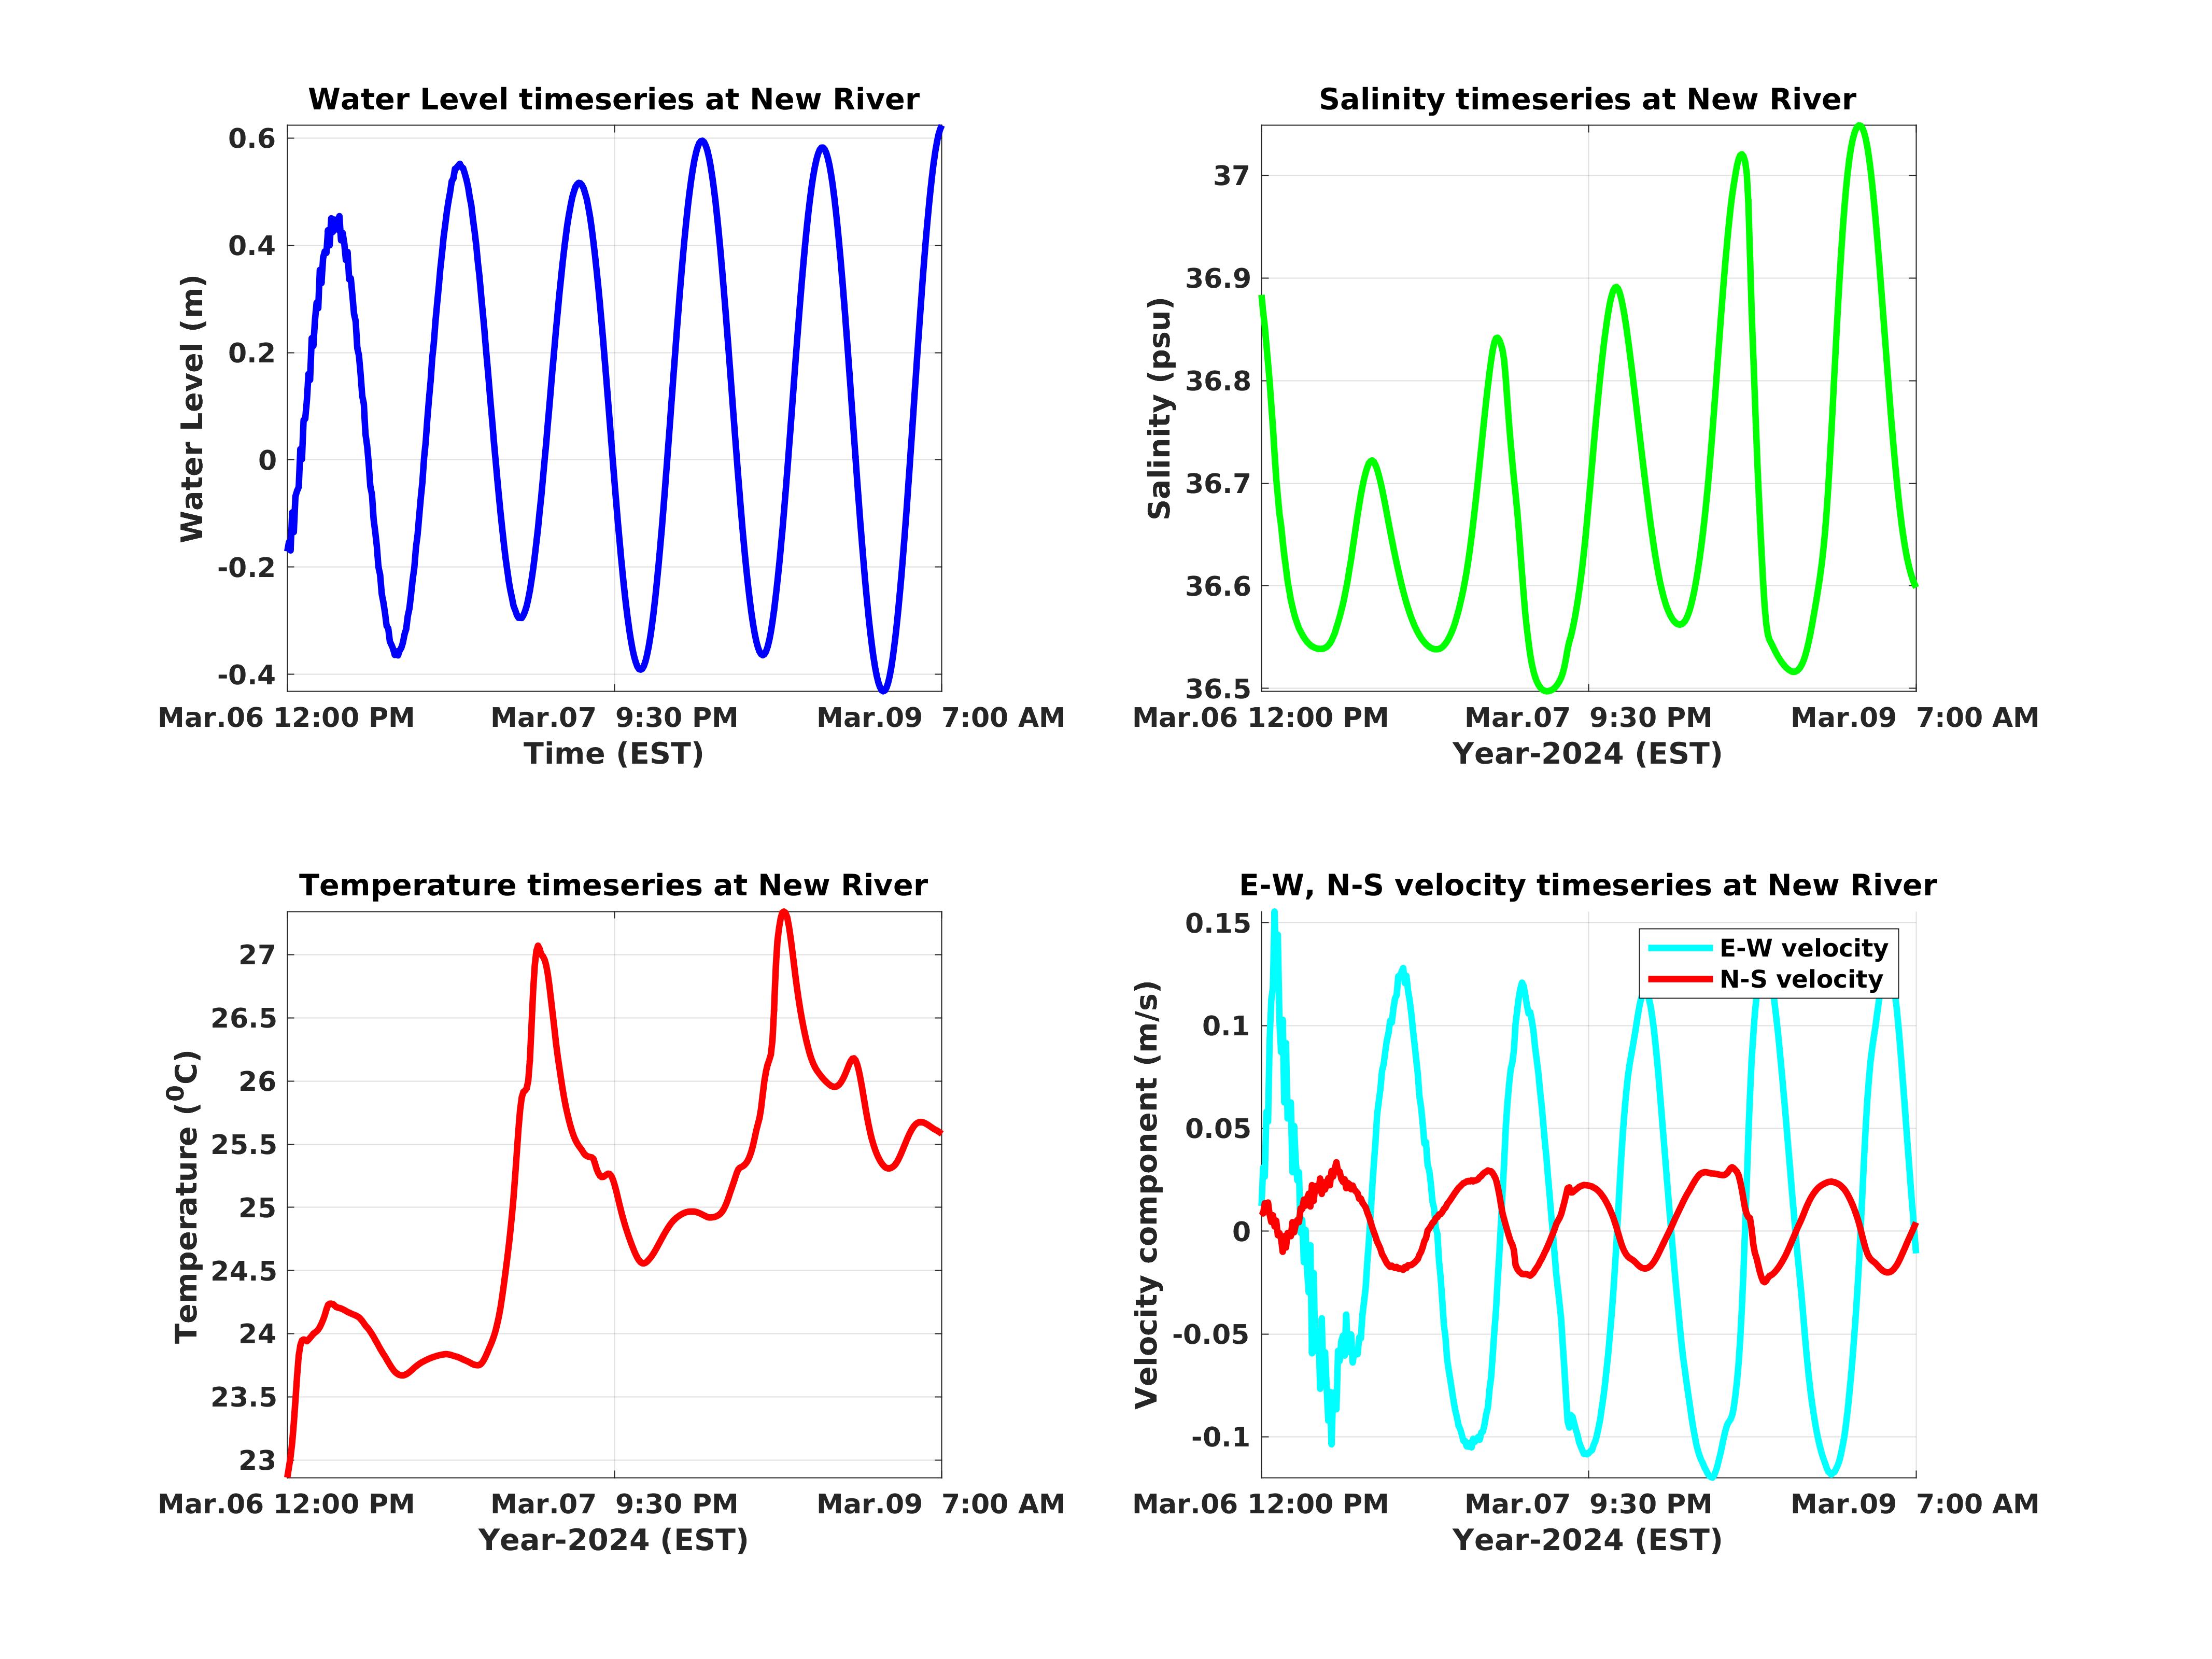 Water Level timeseries at New River
0.6
0.4
0.2
0
-0.2
-0.4
Water Level (m)
Mar.06 12:00 PM
Mar.07  9:30 PM
Mar.09  7:00 AM
Time (EST)
Salinity timeseries at New River
37
36.9
36.8
36.7
36.6
36.5
Salinity (psu)
Mar.06 12:00 PM
Mar.07  9:30 PM
Mar.09  7:00 AM
Year-2024 (EST)
Temperature timeseries at New River
27
26.5
26
25.5
25
24.5
24
23.5
23
Temperature (⁰C)
Mar.06 12:00 PM
Mar.07  9:30 PM
Mar.09  7:00 AM
Year-2024 (EST)
E-W, N-S velocity timeseries at New River
0.15
0.1
0.05
0
-0.05
-0.1
Velocity component (m/s)
E-W velocity
N-S velocity
Mar.06 12:00 PM
Mar.07  9:30 PM
Mar.09  7:00 AM
Year-2024 (EST)